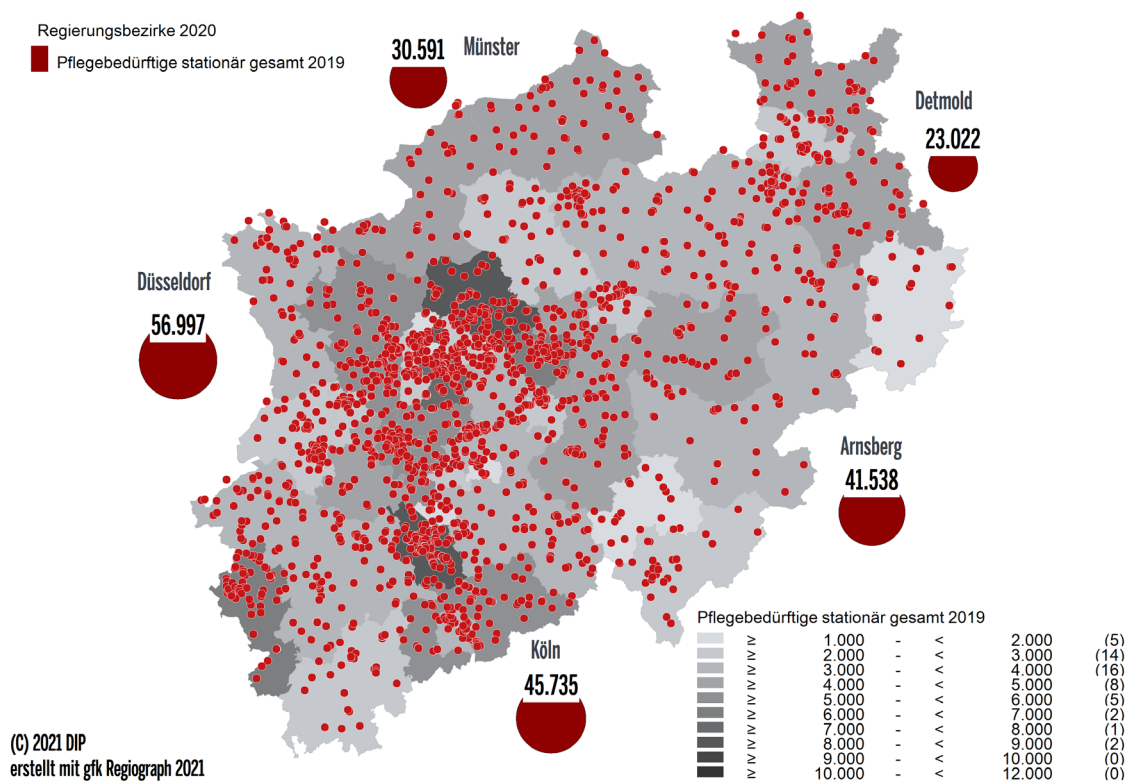 Regierungsbezirke 2020
Pflegebedürftige stationär gesamt 2019
30.591
Münster
Detmold
23.022
Düsseldorf
56.997
Arnsberg
41.538
Köln
45.735
Pflegebedürftige stationär gesamt 2019
≥ 1.000 - < 2.000 (5)
≥ 2.000 - < 3.000 (14)
≥ 3.000 - < 4.000 (16)
≥ 4.000 - < 5.000 (8)
≥ 5.000 - < 6.000 (5)
≥ 6.000 - < 7.000 (2)
≥ 7.000 - < 8.000 (1)
≥ 8.000 - < 9.000 (2)
≥ 9.000 - < 10.000 (0)
≥ 10.000 - < 12.000 (0)
(C) 2021 DIP
erstellt mit gfk Regiograph 2021